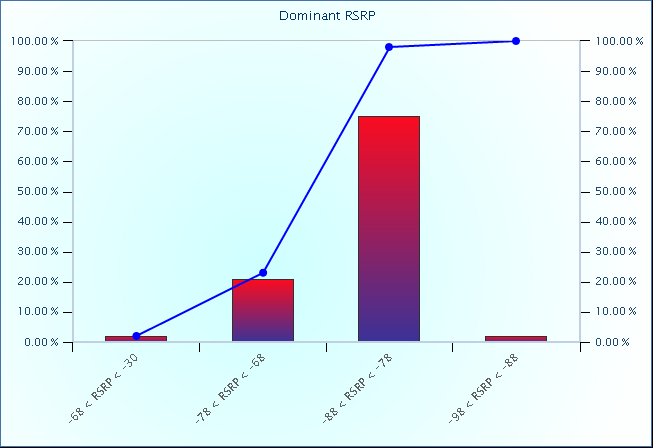 Dominant RSRP
100.00 % 100.00 %
90.00 % 90.00 %
80.00 % 80.00 %
70.00 % 70.00 %
60.00 % 60.00 %
50.00 % 50.00 %
40.00 % 40.00 %
30.00 % 30.00 %
20.00 % 20.00 %
10.00 % 10.00 %
0.00 % 0.00 %
-68 < RSRP < -30
-78 < RSRP < -68
-88 < RSRP < -78
-98 < RSRP < -88